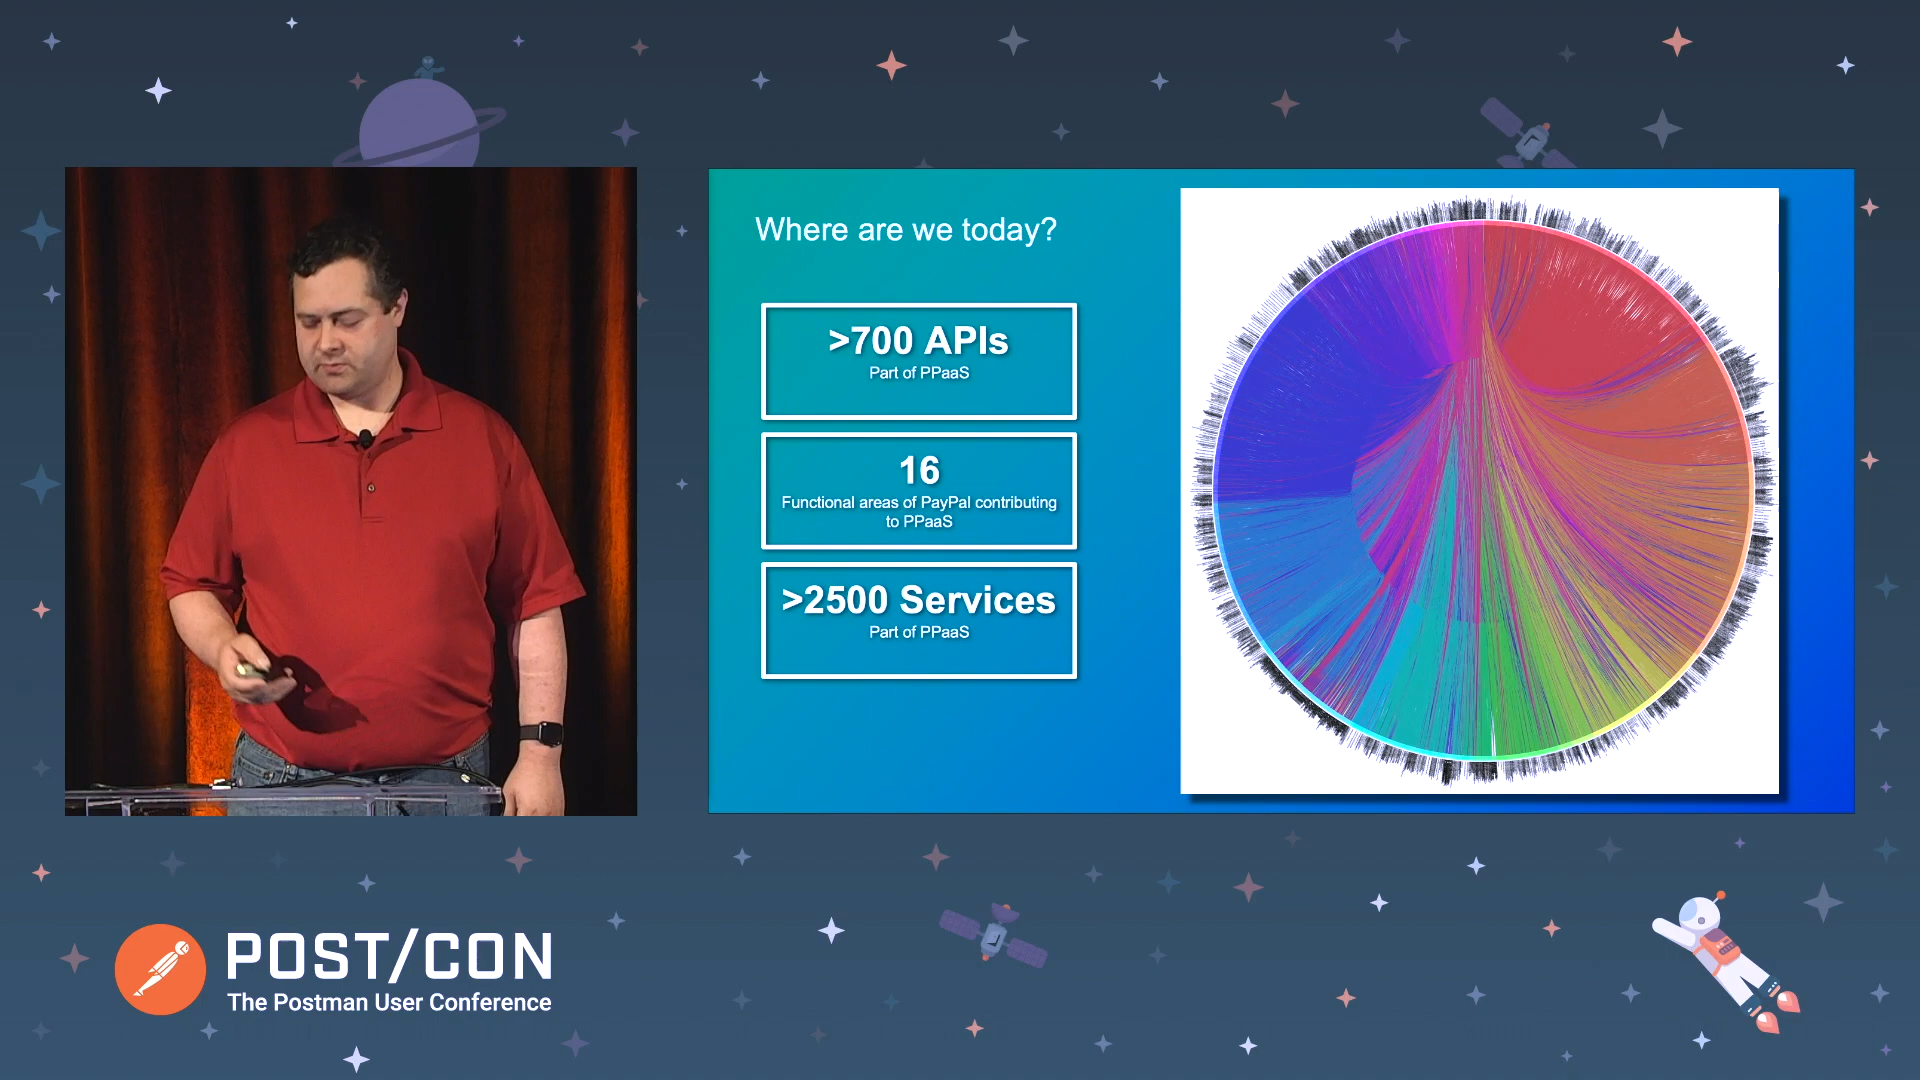 Where are we today?
>700 APIs
Part of PPaaS
16
Functional areas of PayPal contributing
to PPaaS
>2500 Services
Part of PPaaS
POST/CON
The Postman User Conference